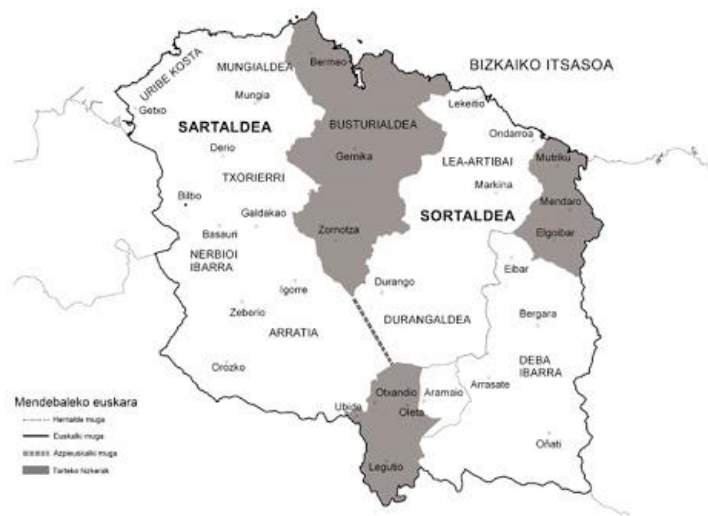 BIZKAIKO ITSASOA
URIBE KOSTA
MUNGIALDEA
Bermeo
Getxo
Mungia
Lekeitio
SARTALDEA
BUSTURIALDEA
Ondarroa
Derio
Gernika
LEA-ARTIBAI
Mutriku
TXORIERRI
Markina
Bilbo
Mendaro
Galdakao
SORTALDEA
Basauri
Zornotza
Elgoibar
NERBIOI
IBARRA
Eibar
Igorre
Durango
Zeberio
DURANGALDEA
Bergara
ARRATIA
DEBA
IBARRA
Orozko
Otxandio
Aramaio
Arrasate
Ubide
Oleta
Oñati
Legutio
Mendebaleko euskara
Herrialde muga
Euskalki muga
Azpieuskalki muga
Tarteko hizkerak